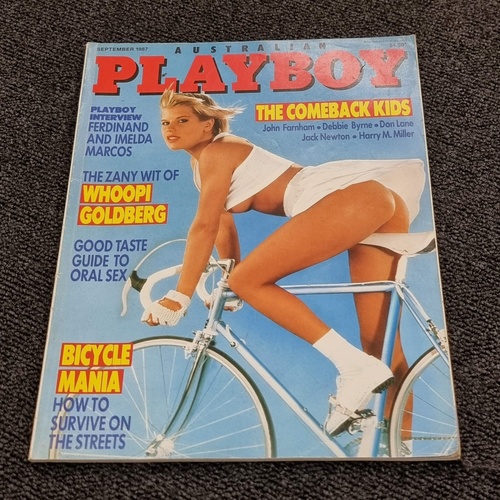 SEPTEMBER 1987
AUSTRALIAN
PLAYBOY
PLAYBOY
INTERVIEW
FERDINAND
AND IMELDA
MARCOS
THE ZANY WIT OF
WHOOPI
GOLDBERG
GOOD TASTE
GUIDE TO
ORAL SEX
BICYCLE
MANIA
HOW TO
SURVIVE ON
THE STREETS
THE COMEBACK KIDS
John Farnham • Debbie Byrne • Don Lane
Jack Newton • Harry M. Miller